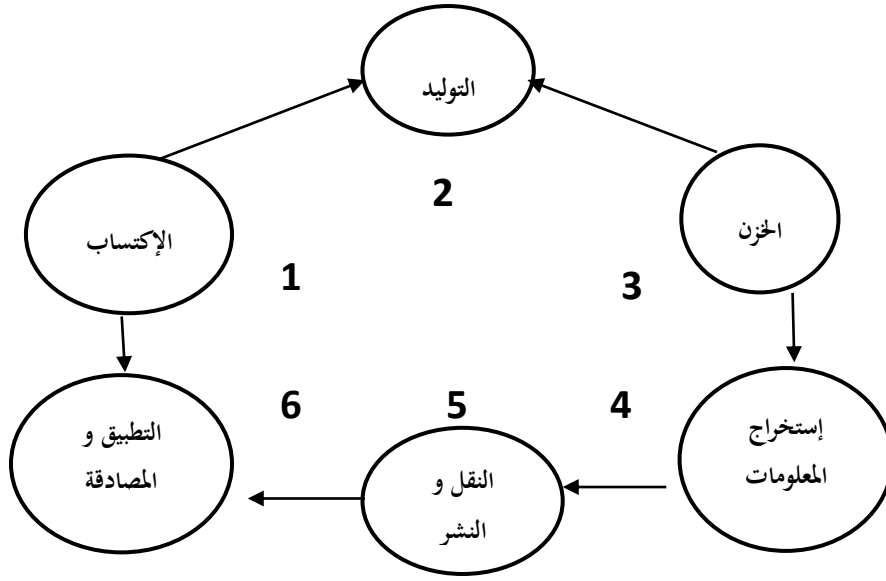 التوليد
2
الخزن
الإكتساب
1
3
إستخراج
المعلومات
4
5
6
النقل و
النشر
التطبيق و
المصادقة